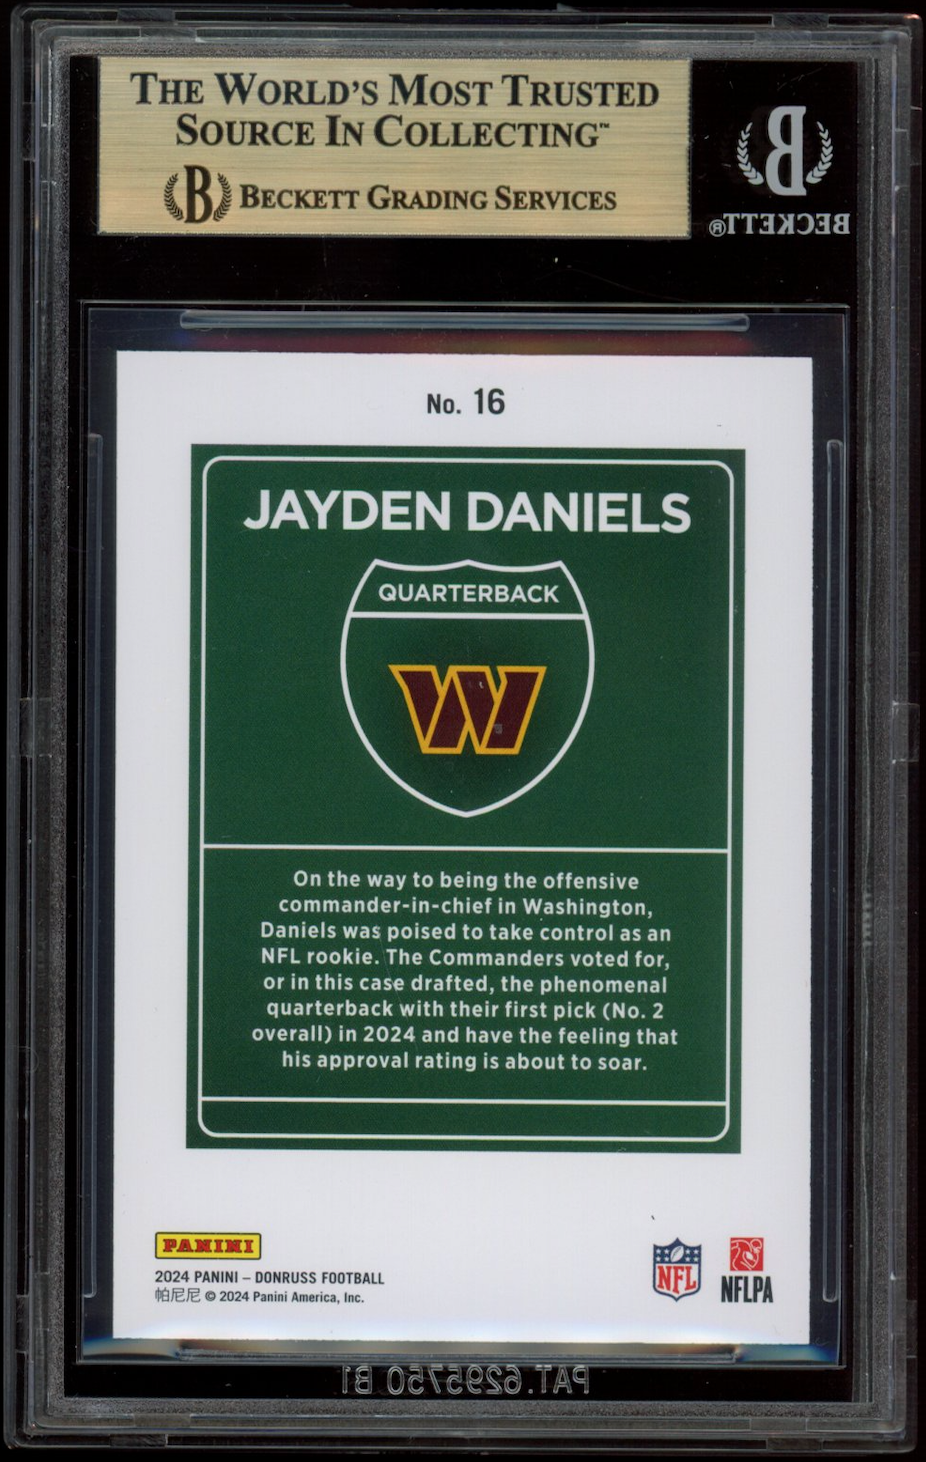 THE WORLD'S MOST TRUSTED
SOURCE IN COLLECTING™
B BECKETT GRADING SERVICES
B
BECKETT®
No. 16
JAYDEN DANIELS
QUARTERBACK
W
On the way to being the offensive
commander-in-chief in Washington,
Daniels was poised to take control as an
NFL rookie. The Commanders voted for,
or in this case drafted, the phenomenal
quarterback with their first pick (No. 2
overall) in 2024 and have the feeling that
his approval rating is about to soar.
PANINI
2024 PANINI – DONRUSS FOOTBALL
帕尼尼 © 2024 Panini America, Inc.
NFL
NFLPA
PAT.6295750 B1